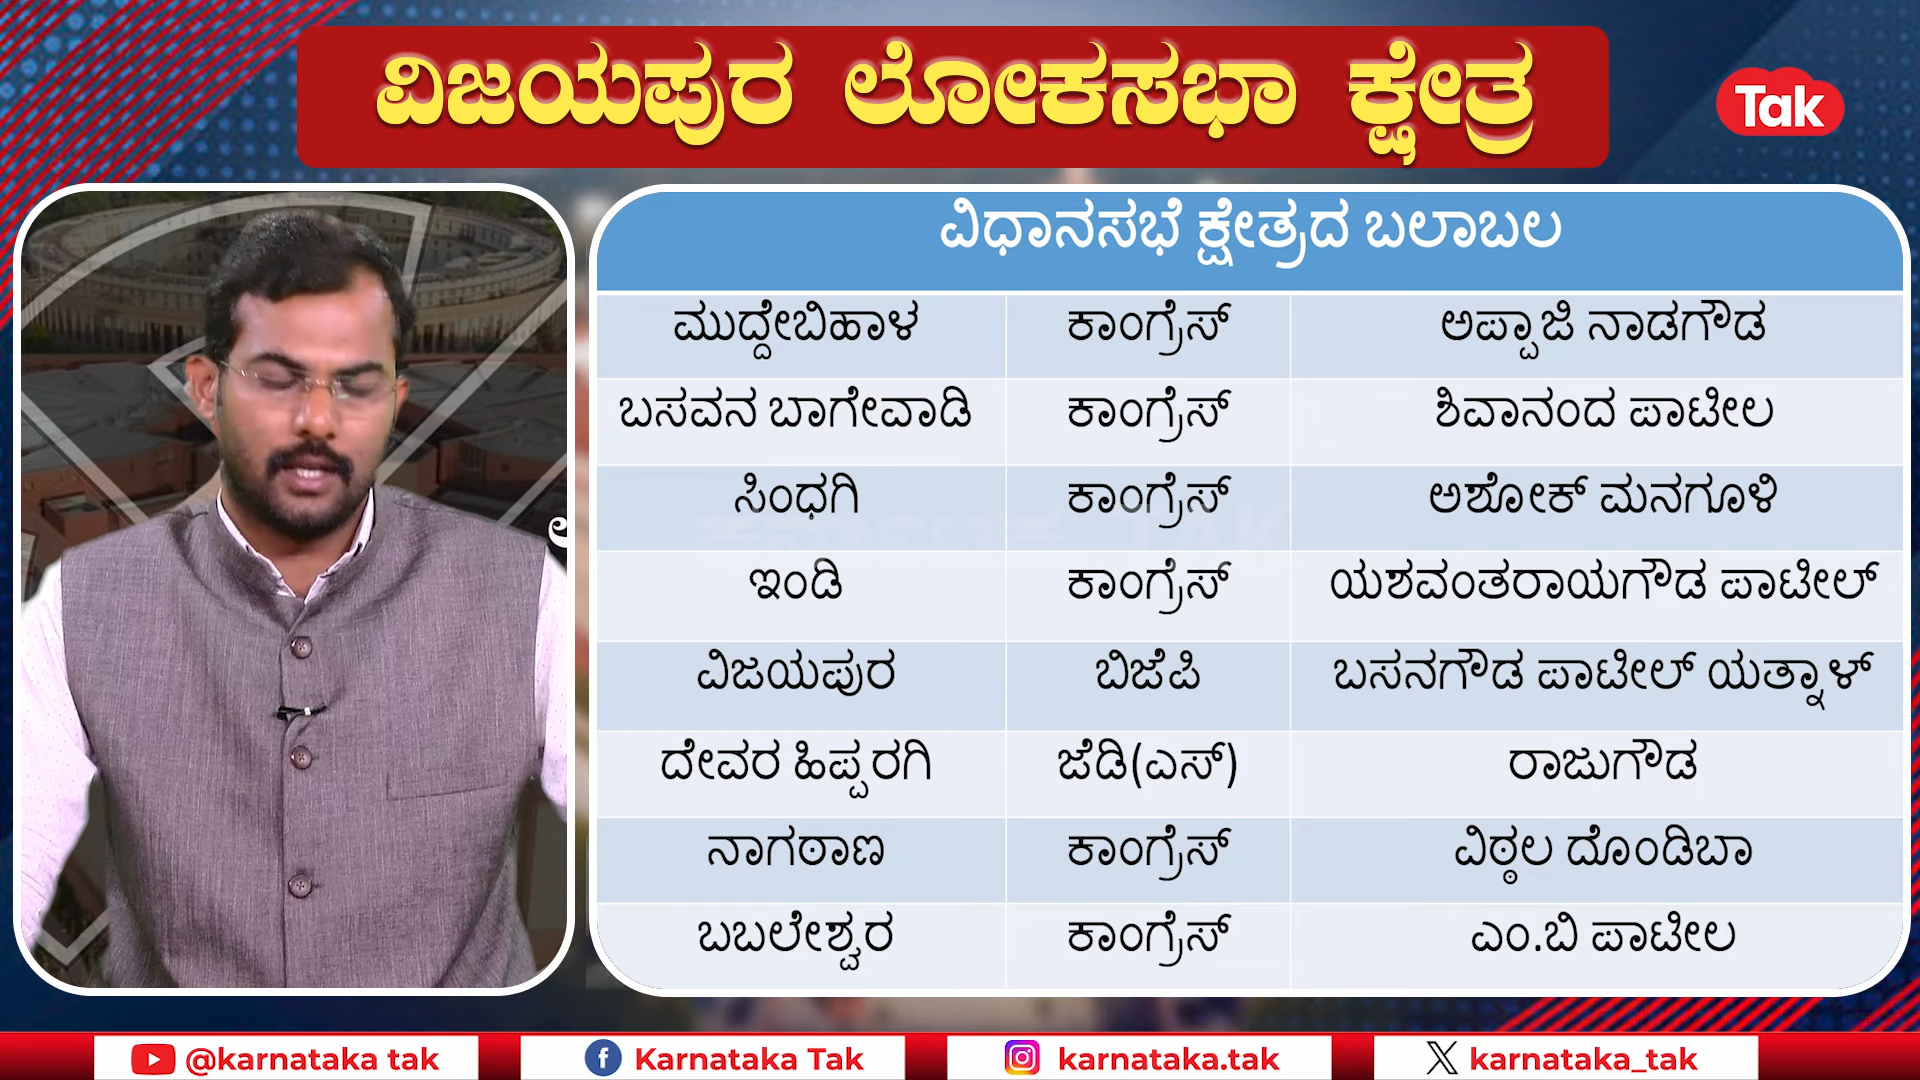 ವಿಜಯಪುರ ಲೋಕಸಭಾ ಕ್ಷೇತ್ರ
Tak
ವಿಧಾನಸಭೆ ಕ್ಷೇತ್ರದ ಬಲಾಬಲ
ಮುದ್ದೇಬಿಹಾಳ ಕಾಂಗ್ರೆಸ್ ಅಪ್ಪಾಜಿ ನಾಡಗೌಡ
ಬಸವನ ಬಾಗೇವಾಡಿ ಕಾಂಗ್ರೆಸ್ ಶಿವಾನಂದ ಪಾಟೀಲ
ಸಿಂಧಗಿ ಕಾಂಗ್ರೆಸ್ ಅಶೋಕ್ ಮನಗೂಳಿ
ಇಂಡಿ ಕಾಂಗ್ರೆಸ್ ಯಶವಂತರಾಯಗೌಡ ಪಾಟೀಲ್
ವಿಜಯಪುರ ಬಿಜೆಪಿ ಬಸನಗೌಡ ಪಾಟೀಲ್ ಯತ್ನಾಳ್
ದೇವರ ಹಿಪ್ಪರಗಿ ಜೆಡಿ(ಎಸ್) ರಾಜುಗೌಡ
ನಾಗಠಾಣ ಕಾಂಗ್ರೆಸ್ ವಿಠ್ಠಲ ದೊಂಡಿಬಾ
ಬಬಲೇಶ್ವರ ಕಾಂಗ್ರೆಸ್ ಎಂ.ಬಿ ಪಾಟೀಲ
@karnataka tak Karnataka Tak karnataka.tak karnataka_tak